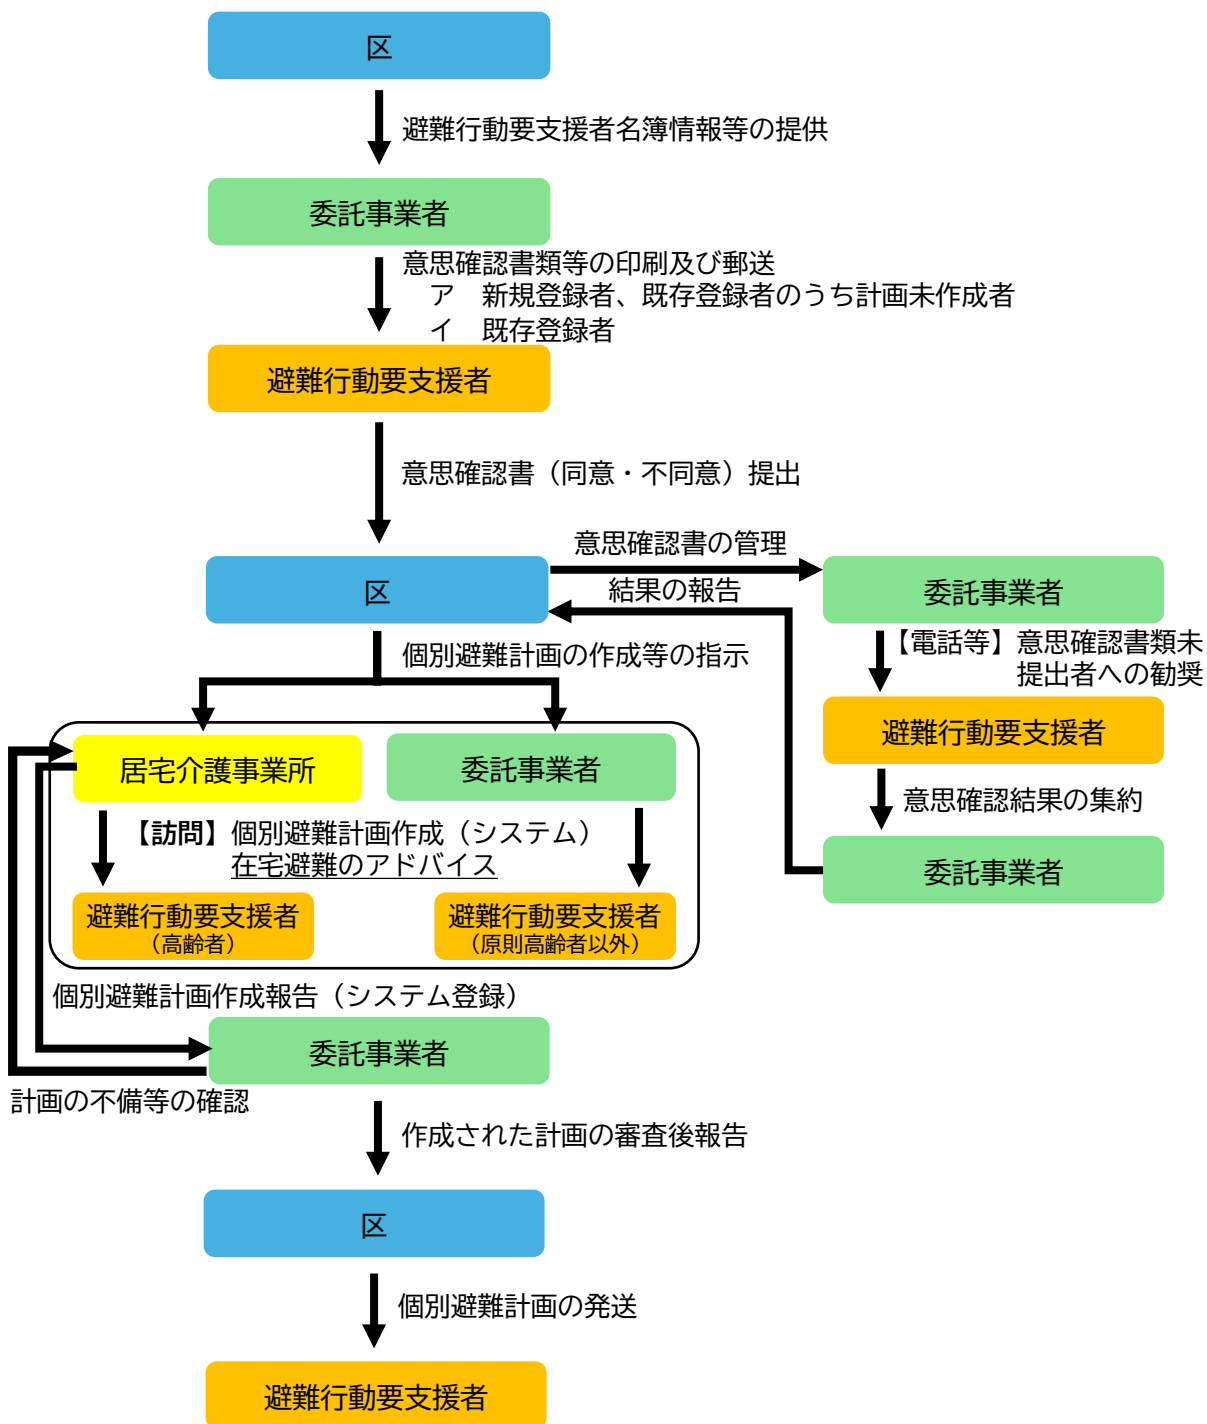 区
避難行動要支援者名簿情報等の提供
委託事業者
意思確認書類等の印刷及び郵送
ア　新規登録者、既存登録者のうち計画未作成者
イ　既存登録者
避難行動要支援者
意思確認書（同意・不同意）提出
区
意思確認書の管理
結果の報告
委託事業者
【電話等】意思確認書類未
提出者への勧奨
避難行動要支援者
意思確認結果の集約
委託事業者
個別避難計画の作成等の指示
居宅介護事業所
委託事業者
【訪問】個別避難計画作成（システム）
在宅避難のアドバイス
避難行動要支援者
（高齢者）
避難行動要支援者
（原則高齢者以外）
個別避難計画作成報告（システム登録）
委託事業者
計画の不備等の確認
作成された計画の審査後報告
区
個別避難計画の発送
避難行動要支援者